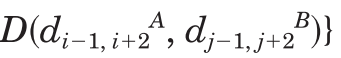 D(d_{i−1, i+2}^A, d_{j−1, j+2}^B)}